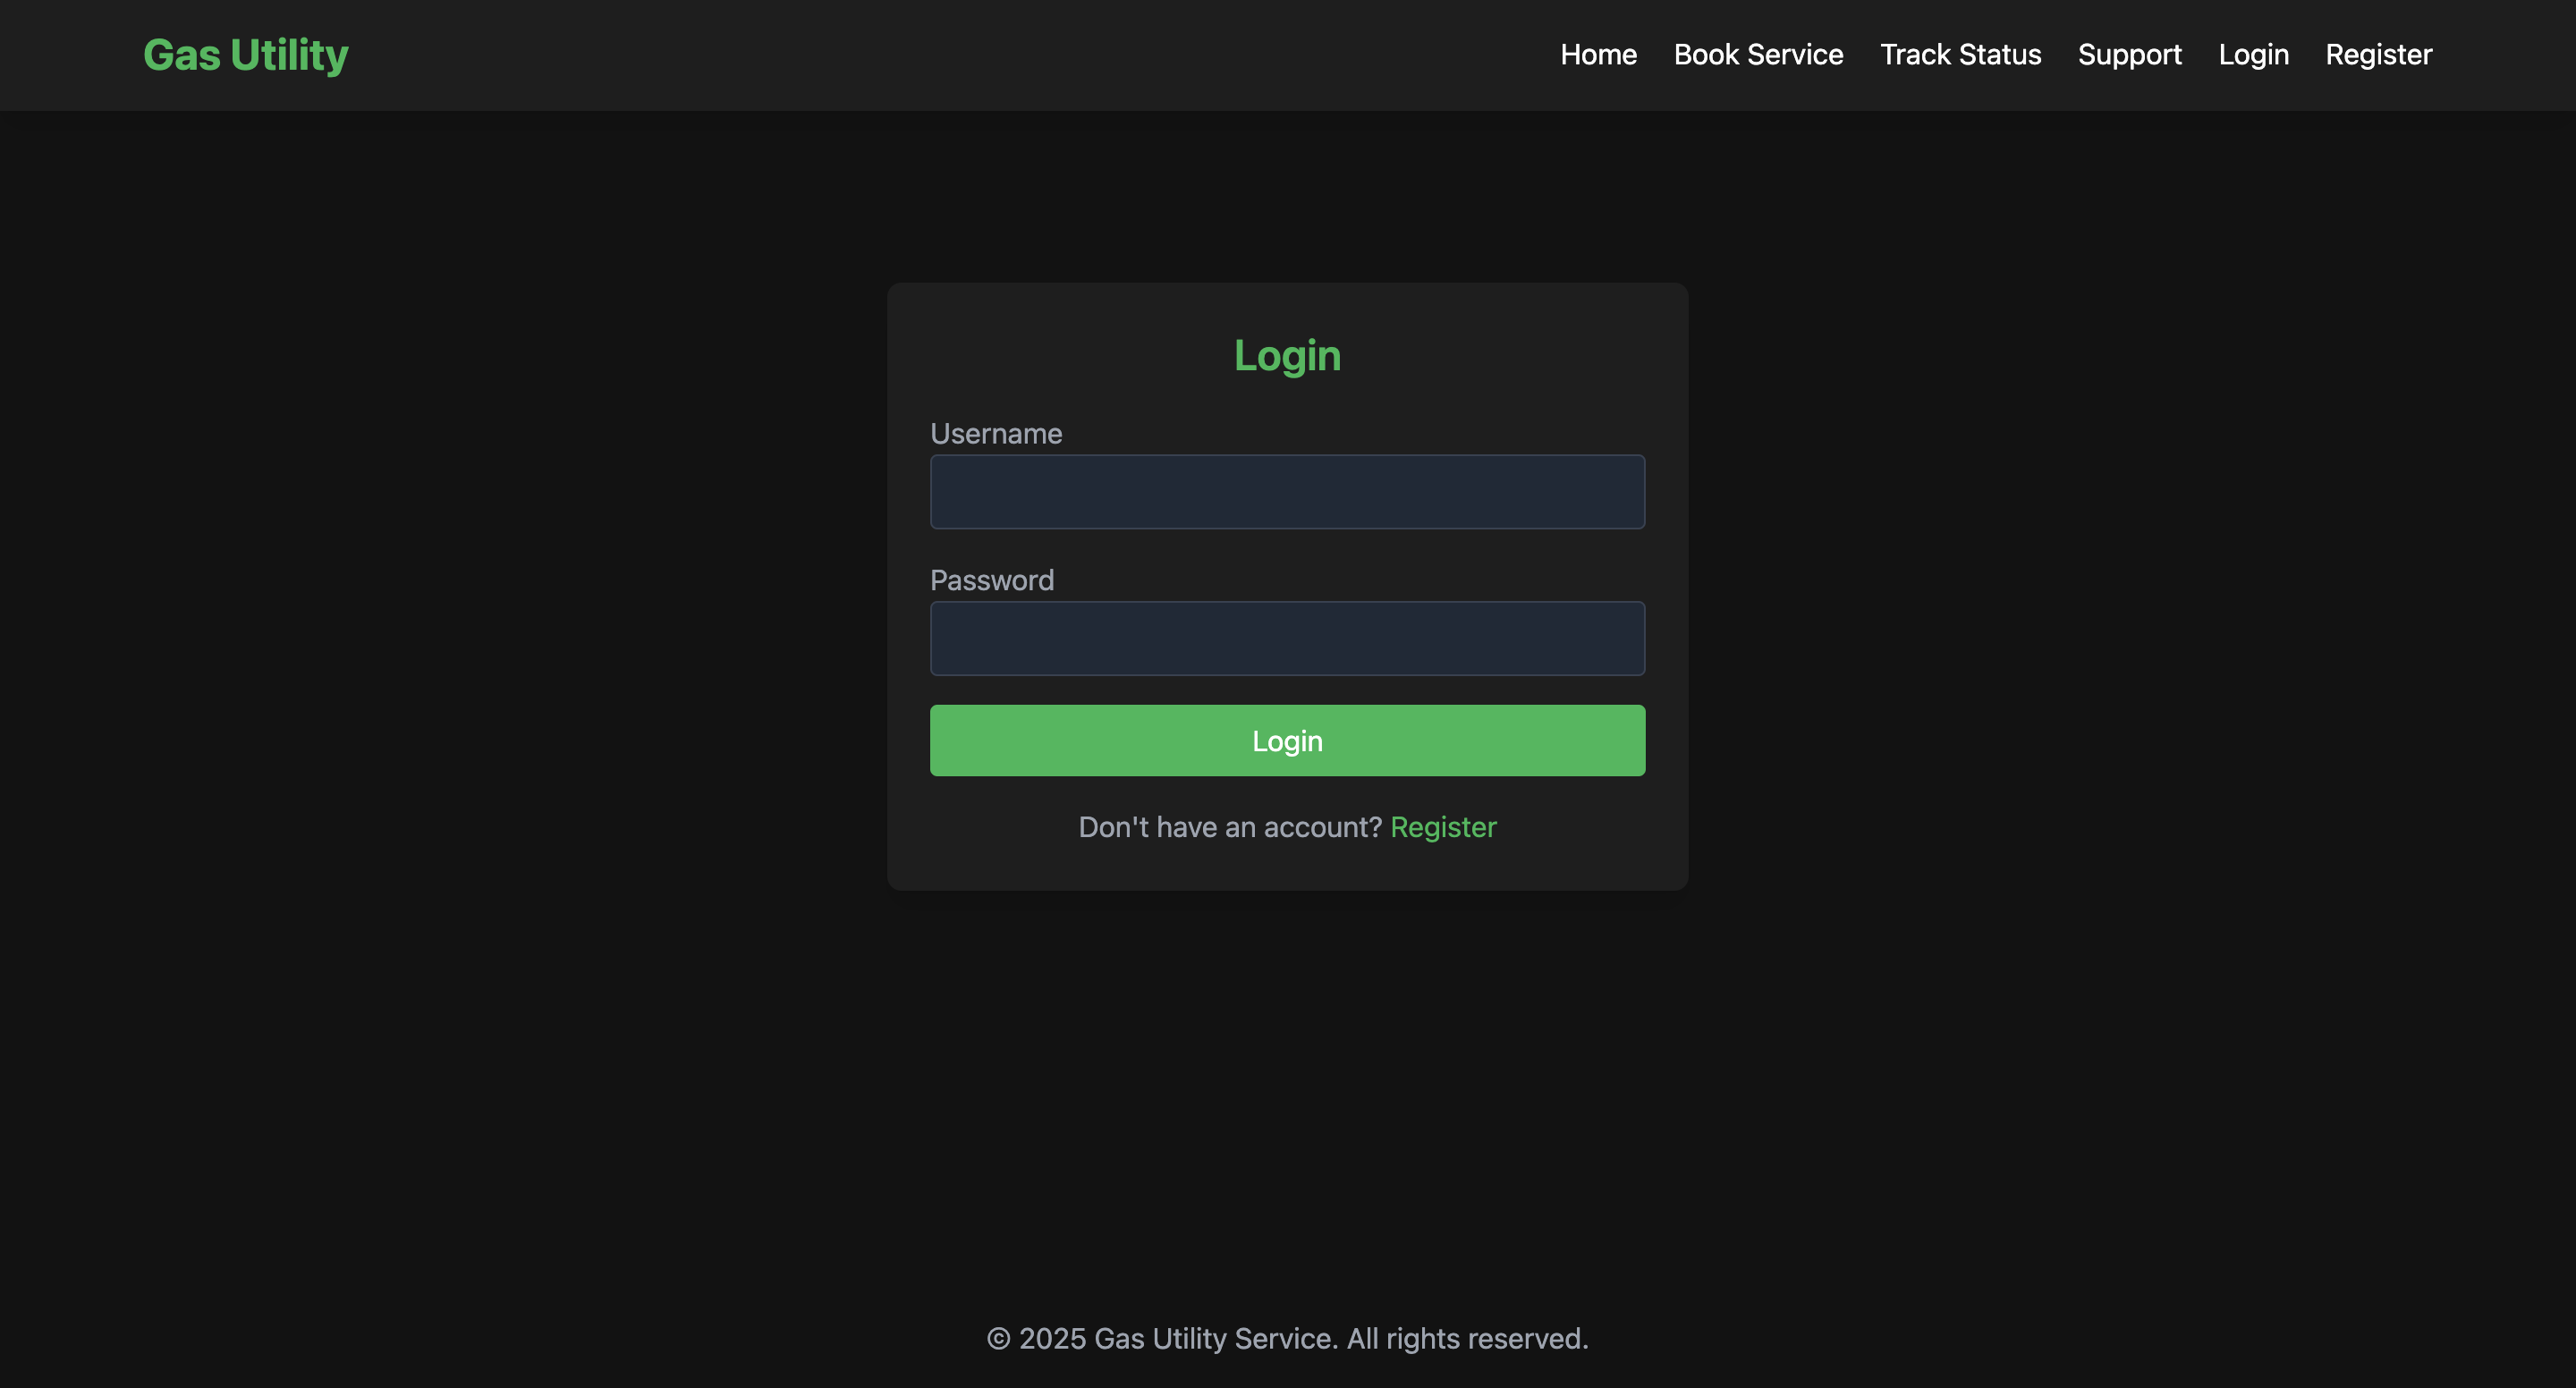 Gas Utility
Home Book Service Track Status Support Login Register
Login
Username
Password
Login
Don't have an account? Register
© 2025 Gas Utility Service. All rights reserved.